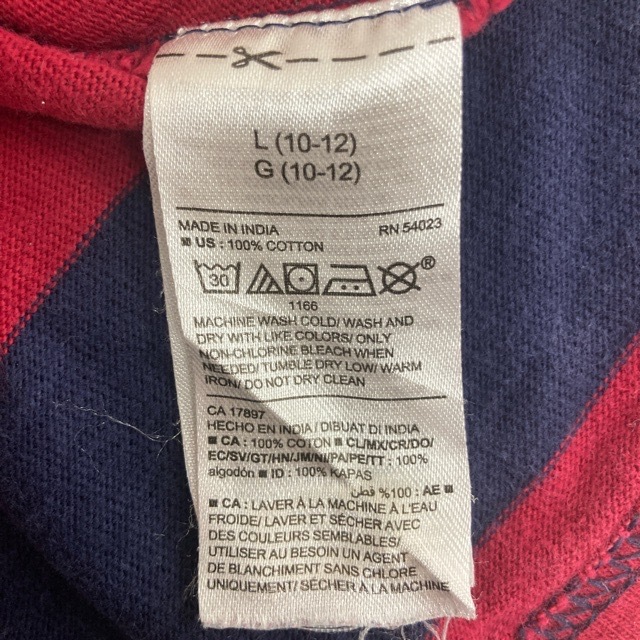 L (10-12)
G (10-12)
MADE IN INDIA RN 54023
■ US : 100% COTTON
30 ®
1166
MACHINE WASH COLD/ WASH AND
DRY WITH LIKE COLORS/ ONLY
NON-CHLORINE BLEACH WHEN
NEEDED/ TUMBLE DRY LOW/ WARM
IRON/ DO NOT DRY CLEAN
CA 17897
HECHO EN INDIA / DIBUAT DI INDIA
■ CA : 100% COTON ■ CL/MX/CR/DO/
EC/SV/GT/HN/JM/NI/PA/PE/TT : 100%
algodón ■ ID : 100% KAPAS
■ AE : 100% قطن
■ CA : LAVER À LA MACHINE À L'EAU
FROIDE/ LAVER ET SÉCHER AVEC
DES COULEURS SEMBLABLES/
UTILISER AU BESOIN UN AGENT
DE BLANCHIMENT SANS CHLORE
UNIQUEMENT/ SÉCHER À LA MACHINE